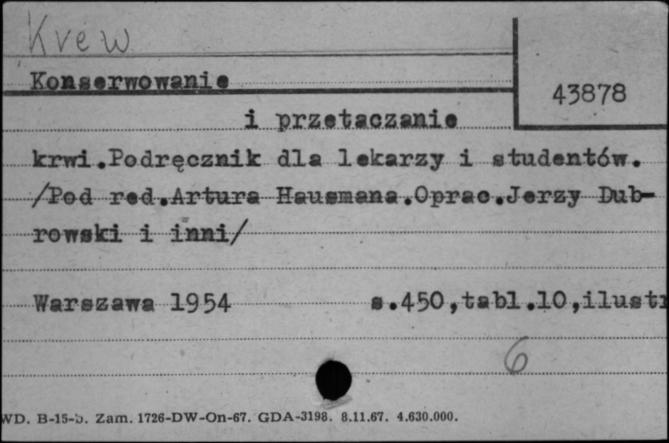 Krew
Konserwowanie
43878
i przetaczanie
krwi.Podręcznik dla lekarzy i studentów.
/Pod red.Artura Hausmana.Oprac.Jerzy Dub-
rowski i inni/
Warszawa 1954 s.450,tabl.10,ilustr
6
WD. B-15-b. Zam. 1726-DW-On-67. GDA-3198. 8.11.67. 4.630.000.